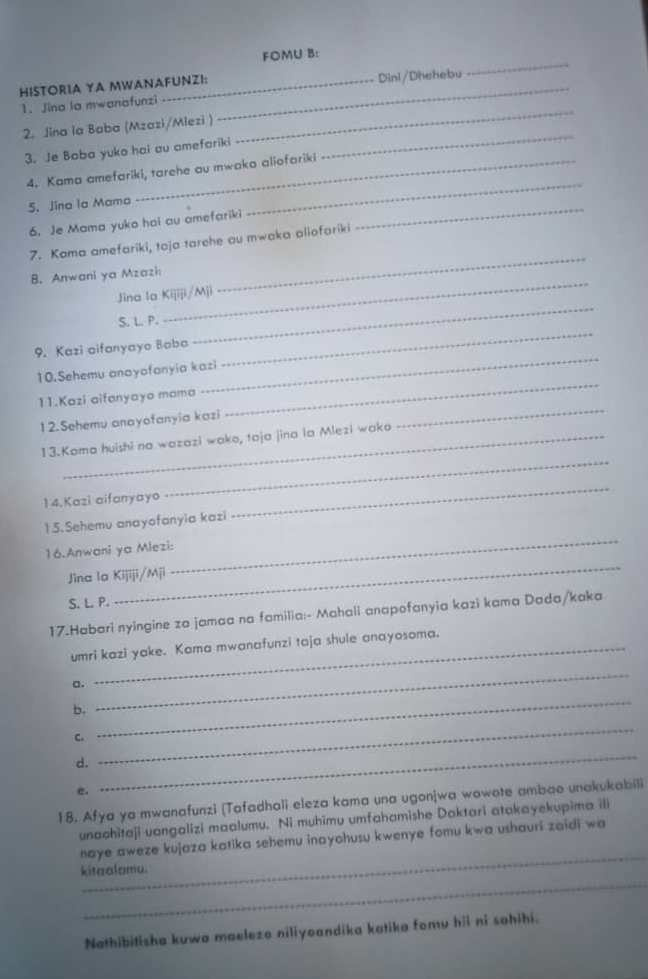 FOMU B:
HISTORIA YA MWANAFUNZI:
1. Jina la mwanafunzi ---------- Dini/Dhehebu ----------
2. Jina la Baba (Mzazi/Mlezi ) ----------
3. Je Baba yuko hai au amefariki ----------
4. Kama amefariki, tarehe au mwaka aliofariki ----------
5. Jina la Mama ----------
6. Je Mama yuko hai au amefariki ----------
7. Kama amefariki, taja tarehe au mwaka aliofariki ----------
8. Anwani ya Mzazi:
Jina la Kijiji/Mji ----------
S. L. P. ----------
9. Kazi aifanyayo Baba ----------
10.Sehemu anayofanyia kazi ----------
11.Kazi aifanyayo mama ----------
12.Sehemu anayofanyia kazi ----------
13.Kama huishi na wazazi wako, taja jina la Mlezi wako ----------
----------
14.Kazi aifanyayo ----------
15.Sehemu anayofanyia kazi ----------
16.Anwani ya Mlezi:
Jina la Kijiji/Mji ----------
S. L. P. ----------
17.Habari nyingine za jamaa na familia:- Mahali anapofanyia kazi kama Dada/kaka
umri kazi yake. Kama mwanafunzi taja shule anayosoma.
a. ----------
b. ----------
c. ----------
d. ----------
e. ----------
18. Afya ya mwanafunzi (Tafadhali eleza kama una ugonjwa wowote ambao unakukabili
unaohitaji uangalizi maalumu. Ni muhimu umfahamishe Daktari atakayekupima ili
naye aweze kujaza katika sehemu inayohusu kwenye fomu kwa ushauri zaidi wa
kitaalamu. ----------
----------
Nathibitisha kuwa maelezo niliyoandika katika fomu hii ni sahihi.